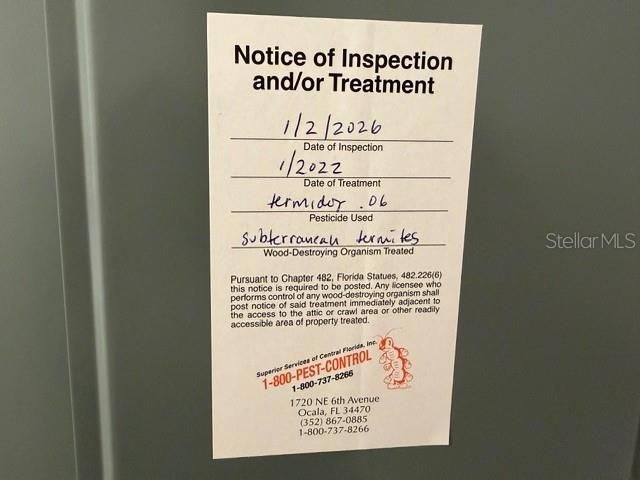 Notice of Inspection
and/or Treatment
1/2/2026
Date of Inspection
1/2022
Date of Treatment
termidor .06
Pesticide Used
subterranean termites
Wood-Destroying Organism Treated
Pursuant to Chapter 482, Florida Statues, 482.226(6)
this notice is required to be posted. Any licensee who
performs control of any wood-destroying organism shall
post notice of said treatment immediately adjacent to
the access to the attic or crawl area or other readily
accessible area of property treated.
Superior Services of Central Florida, Inc.
1-800-PEST-CONTROL
1-800-737-8266
1720 NE 6th Avenue
Ocala, FL 34470
(352) 867-0885
1-800-737-8266
Stellar MLS